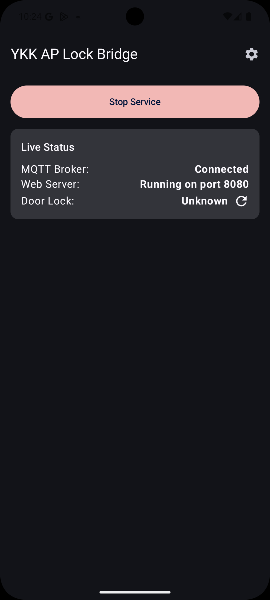 YKK AP Lock Bridge
Stop Service
Live Status
MQTT Broker: Connected
Web Server: Running on port 8080
Door Lock: Unknown